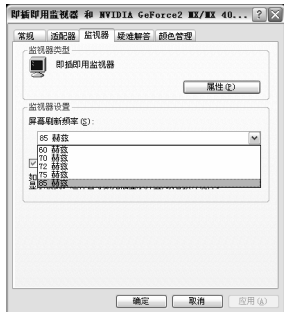 即插即用监视器 和 NVIDIA GeForce2 MX/MX 40...
常规 适配器 监视器 疑难解答 颜色管理
监视器类型
即插即用监视器
属性(P)
监视器设置
屏幕刷新频率(S):
85 赫兹
60 赫兹
70 赫兹
72 赫兹
75 赫兹
85 赫兹
确定 取消 应用(A)